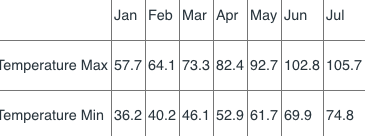 Jan Feb Mar Apr May Jun Jul
Temperature Max 57.7 64.1 73.3 82.4 92.7 102.8 105.7
Temperature Min 36.2 40.2 46.1 52.9 61.7 69.9 74.8